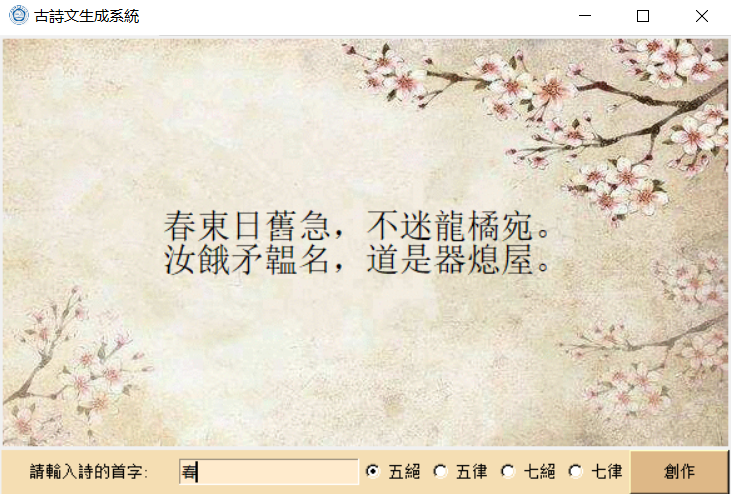 古詩文生成系統
春東日舊急，不迷龍橘宛。
汝餓矛韞名，道是器熄屋。
請輸入詩的首字: 春 五絕 五律 七絕 七律 創作